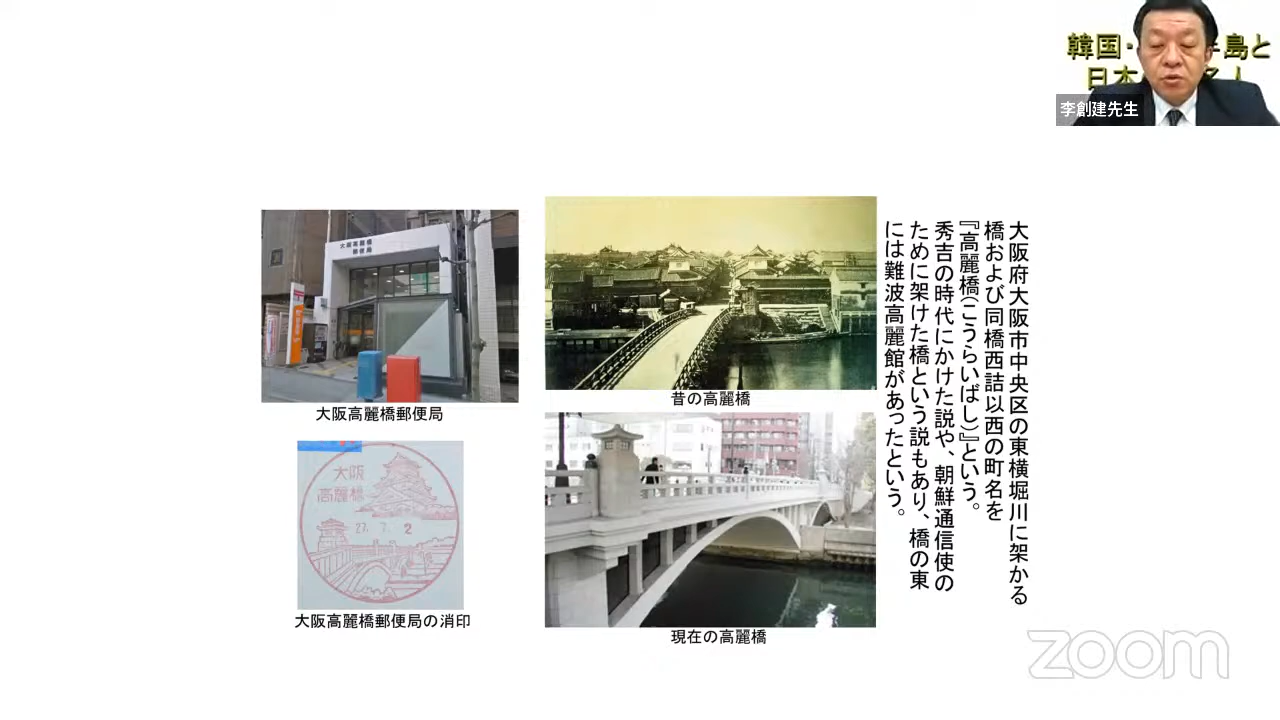 韓国・
半島と
日本
李創建先生
大阪府大阪市中央区の東横堀川に架かる
橋および同橋西詰以西の町名を
『高麗橋(こうらいばし)』という。
秀吉の時代にかけた説や、朝鮮通信使の
ために架けた橋という説もあり、橋の東
には難波高麗館があったという。
大阪高麗橋
郵便局
大阪高麗橋郵便局
昔の高麗橋
大阪
高麗橋
27. 7. 2
大阪高麗橋郵便局の消印
現在の高麗橋
zoom